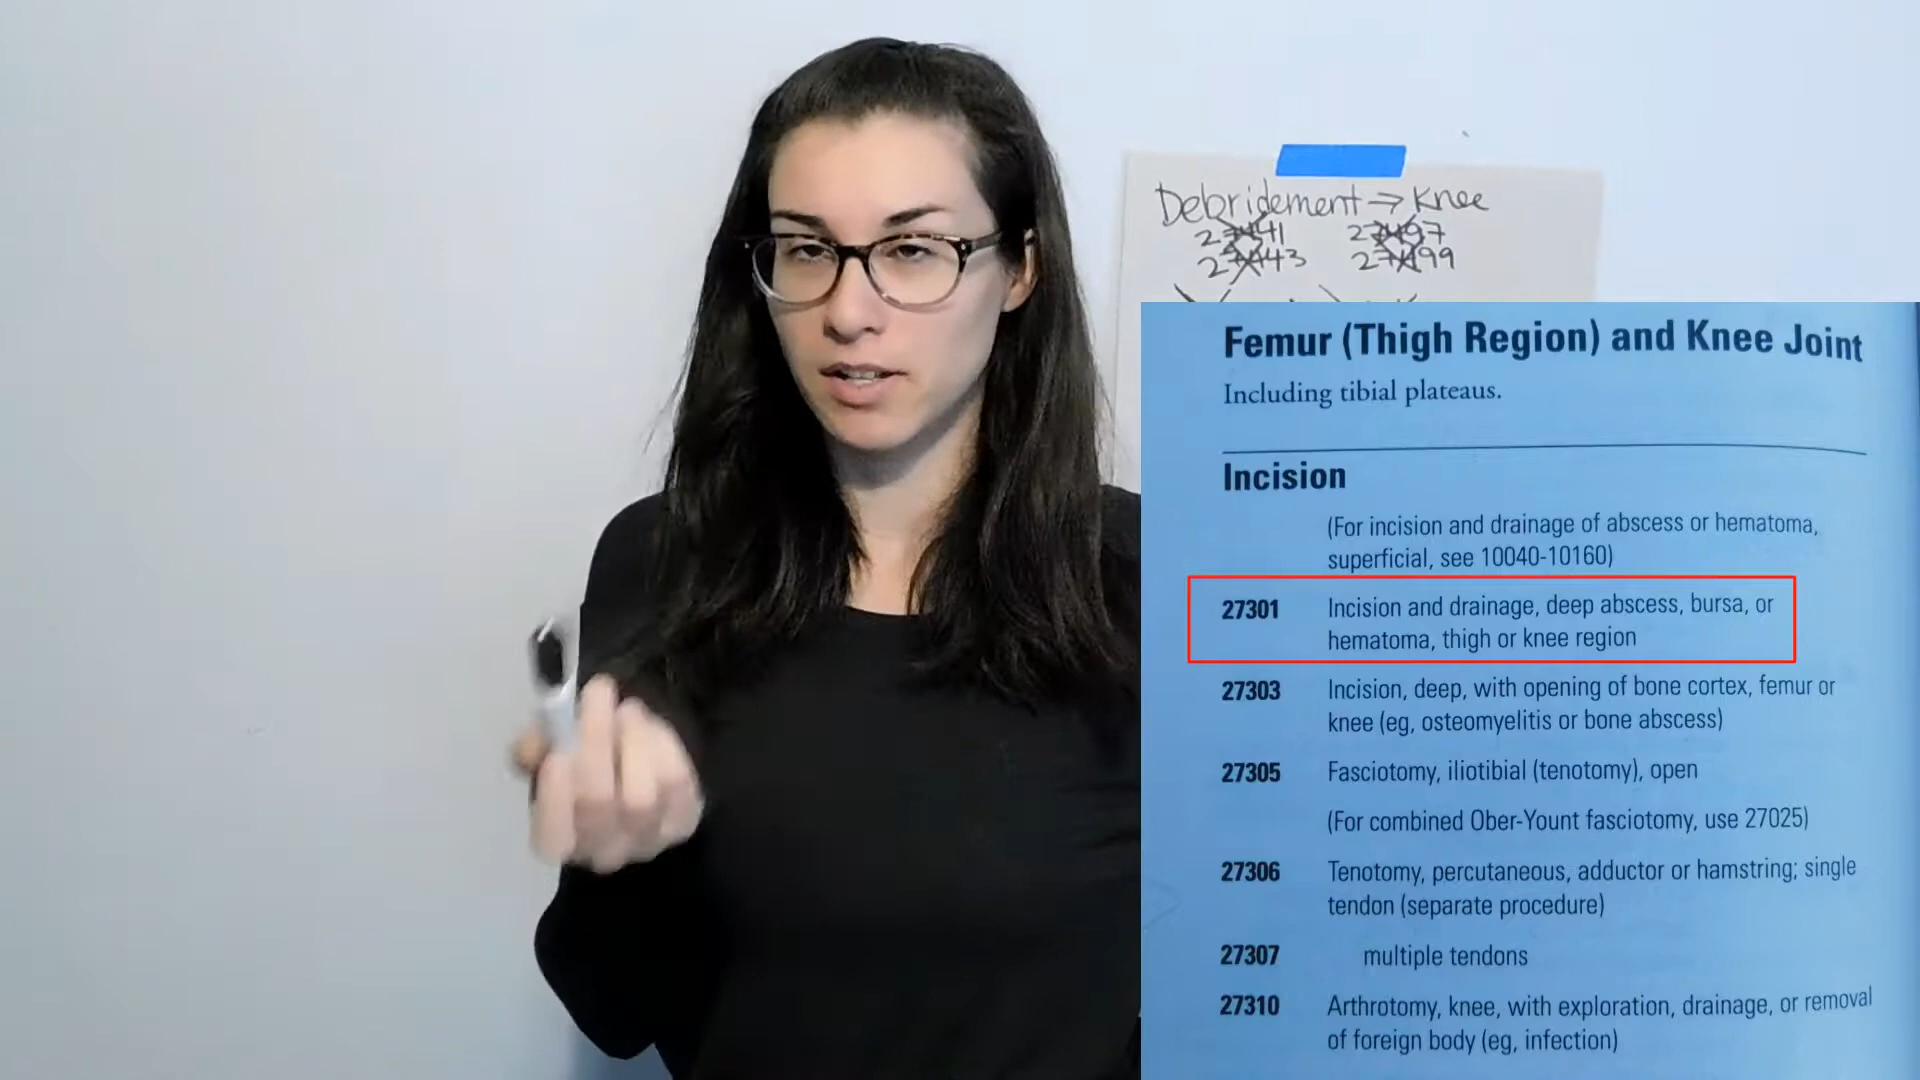 Debridement → Knee
27441 27497
27443 27499
Femur (Thigh Region) and Knee Joint
Including tibial plateaus.
Incision
(For incision and drainage of abscess or hematoma,
superficial, see 10040-10160)
27301 Incision and drainage, deep abscess, bursa, or
hematoma, thigh or knee region
27303 Incision, deep, with opening of bone cortex, femur or
knee (eg, osteomyelitis or bone abscess)
27305 Fasciotomy, iliotibial (tenotomy), open
(For combined Ober-Yount fasciotomy, use 27025)
27306 Tenotomy, percutaneous, adductor or hamstring; single
tendon (separate procedure)
27307 multiple tendons
27310 Arthrotomy, knee, with exploration, drainage, or removal
of foreign body (eg, infection)